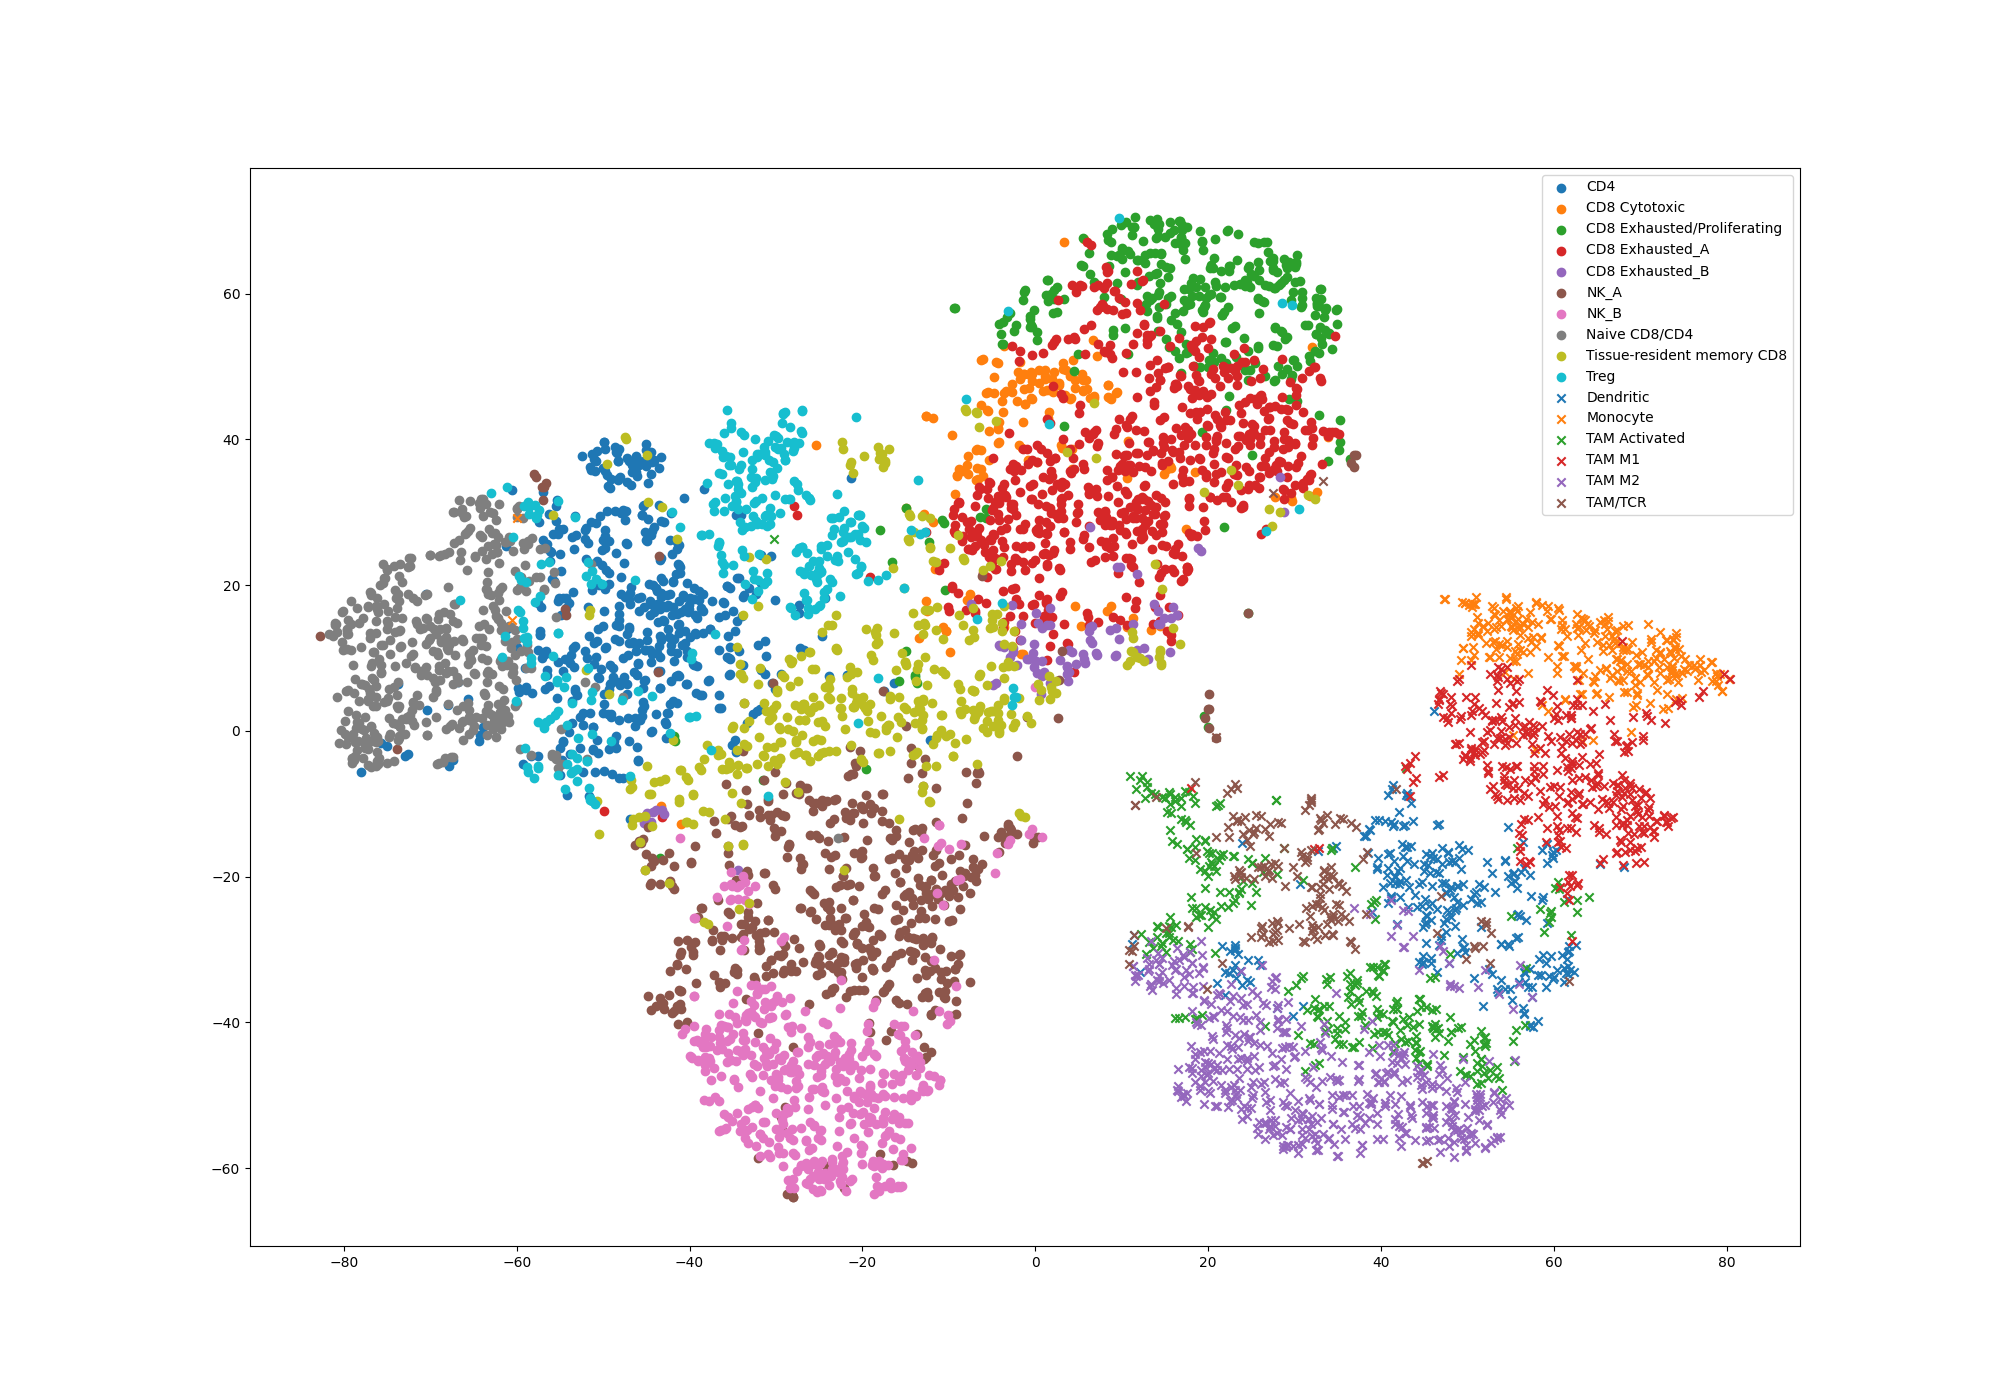 CD4
CD8 Cytotoxic
CD8 Exhausted/Proliferating
CD8 Exhausted_A
CD8 Exhausted_B
NK_A
NK_B
Naive CD8/CD4
Tissue-resident memory CD8
Treg
Dendritic
Monocyte
TAM Activated
TAM M1
TAM M2
TAM/TCR
60
40
20
0
−20
−40
−60
−80 −60 −40 −20 0 20 40 60 80